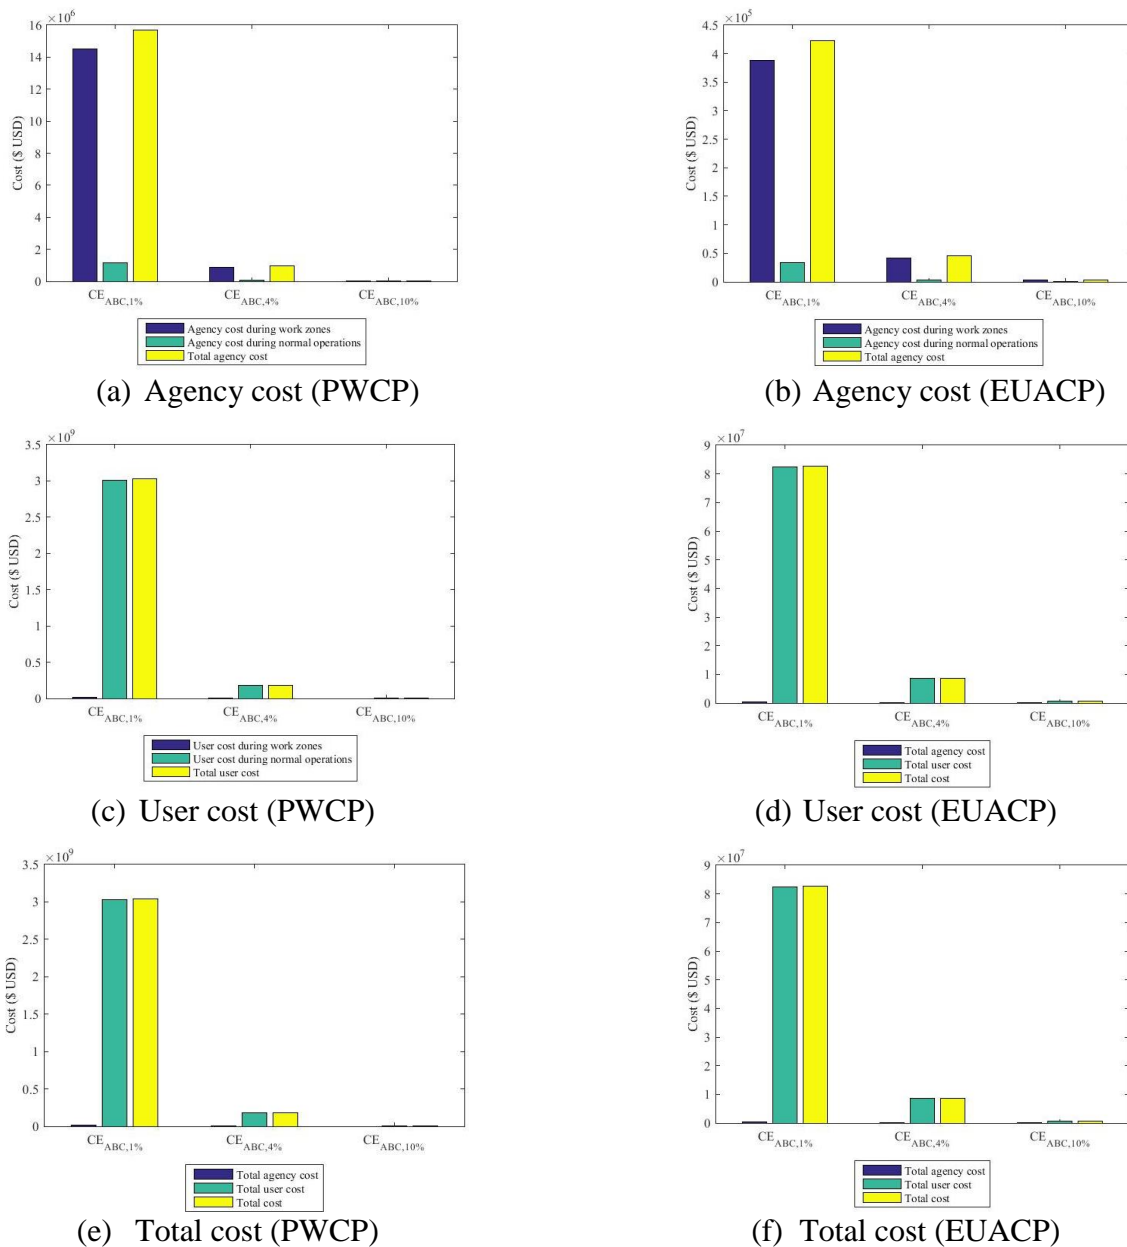 ×10^6
16
14
12
10
8
6
4
2
0
Cost ($ USD)
CE_ABC,1%
CE_ABC,4%
CE_ABC,10%
Agency cost during work zones
Agency cost during normal operations
Total agency cost
(a) Agency cost (PWCP)
×10^5
4.5
4
3.5
3
2.5
2
1.5
1
0.5
0
Cost ($ USD)
CE_ABC,1%
CE_ABC,4%
CE_ABC,10%
Agency cost during work zones
Agency cost during normal operations
Total agency cost
(b) Agency cost (EUACP)
×10^9
3.5
3
2.5
2
1.5
1
0.5
0
Cost ($ USD)
CE_ABC,1%
CE_ABC,4%
CE_ABC,10%
User cost during work zones
User cost during normal operations
Total user cost
(c) User cost (PWCP)
×10^7
9
8
7
6
5
4
3
2
1
0
Cost ($ USD)
CE_ABC,1%
CE_ABC,4%
CE_ABC,10%
Total agency cost
Total user cost
Total cost
(d) User cost (EUACP)
×10^9
3.5
3
2.5
2
1.5
1
0.5
0
Cost ($ USD)
CE_ABC,1%
CE_ABC,4%
CE_ABC,10%
Total agency cost
Total user cost
Total cost
(e) Total cost (PWCP)
×10^7
9
8
7
6
5
4
3
2
1
0
Cost ($ USD)
CE_ABC,1%
CE_ABC,4%
CE_ABC,10%
Total agency cost
Total user cost
Total cost
(f) Total cost (EUACP)